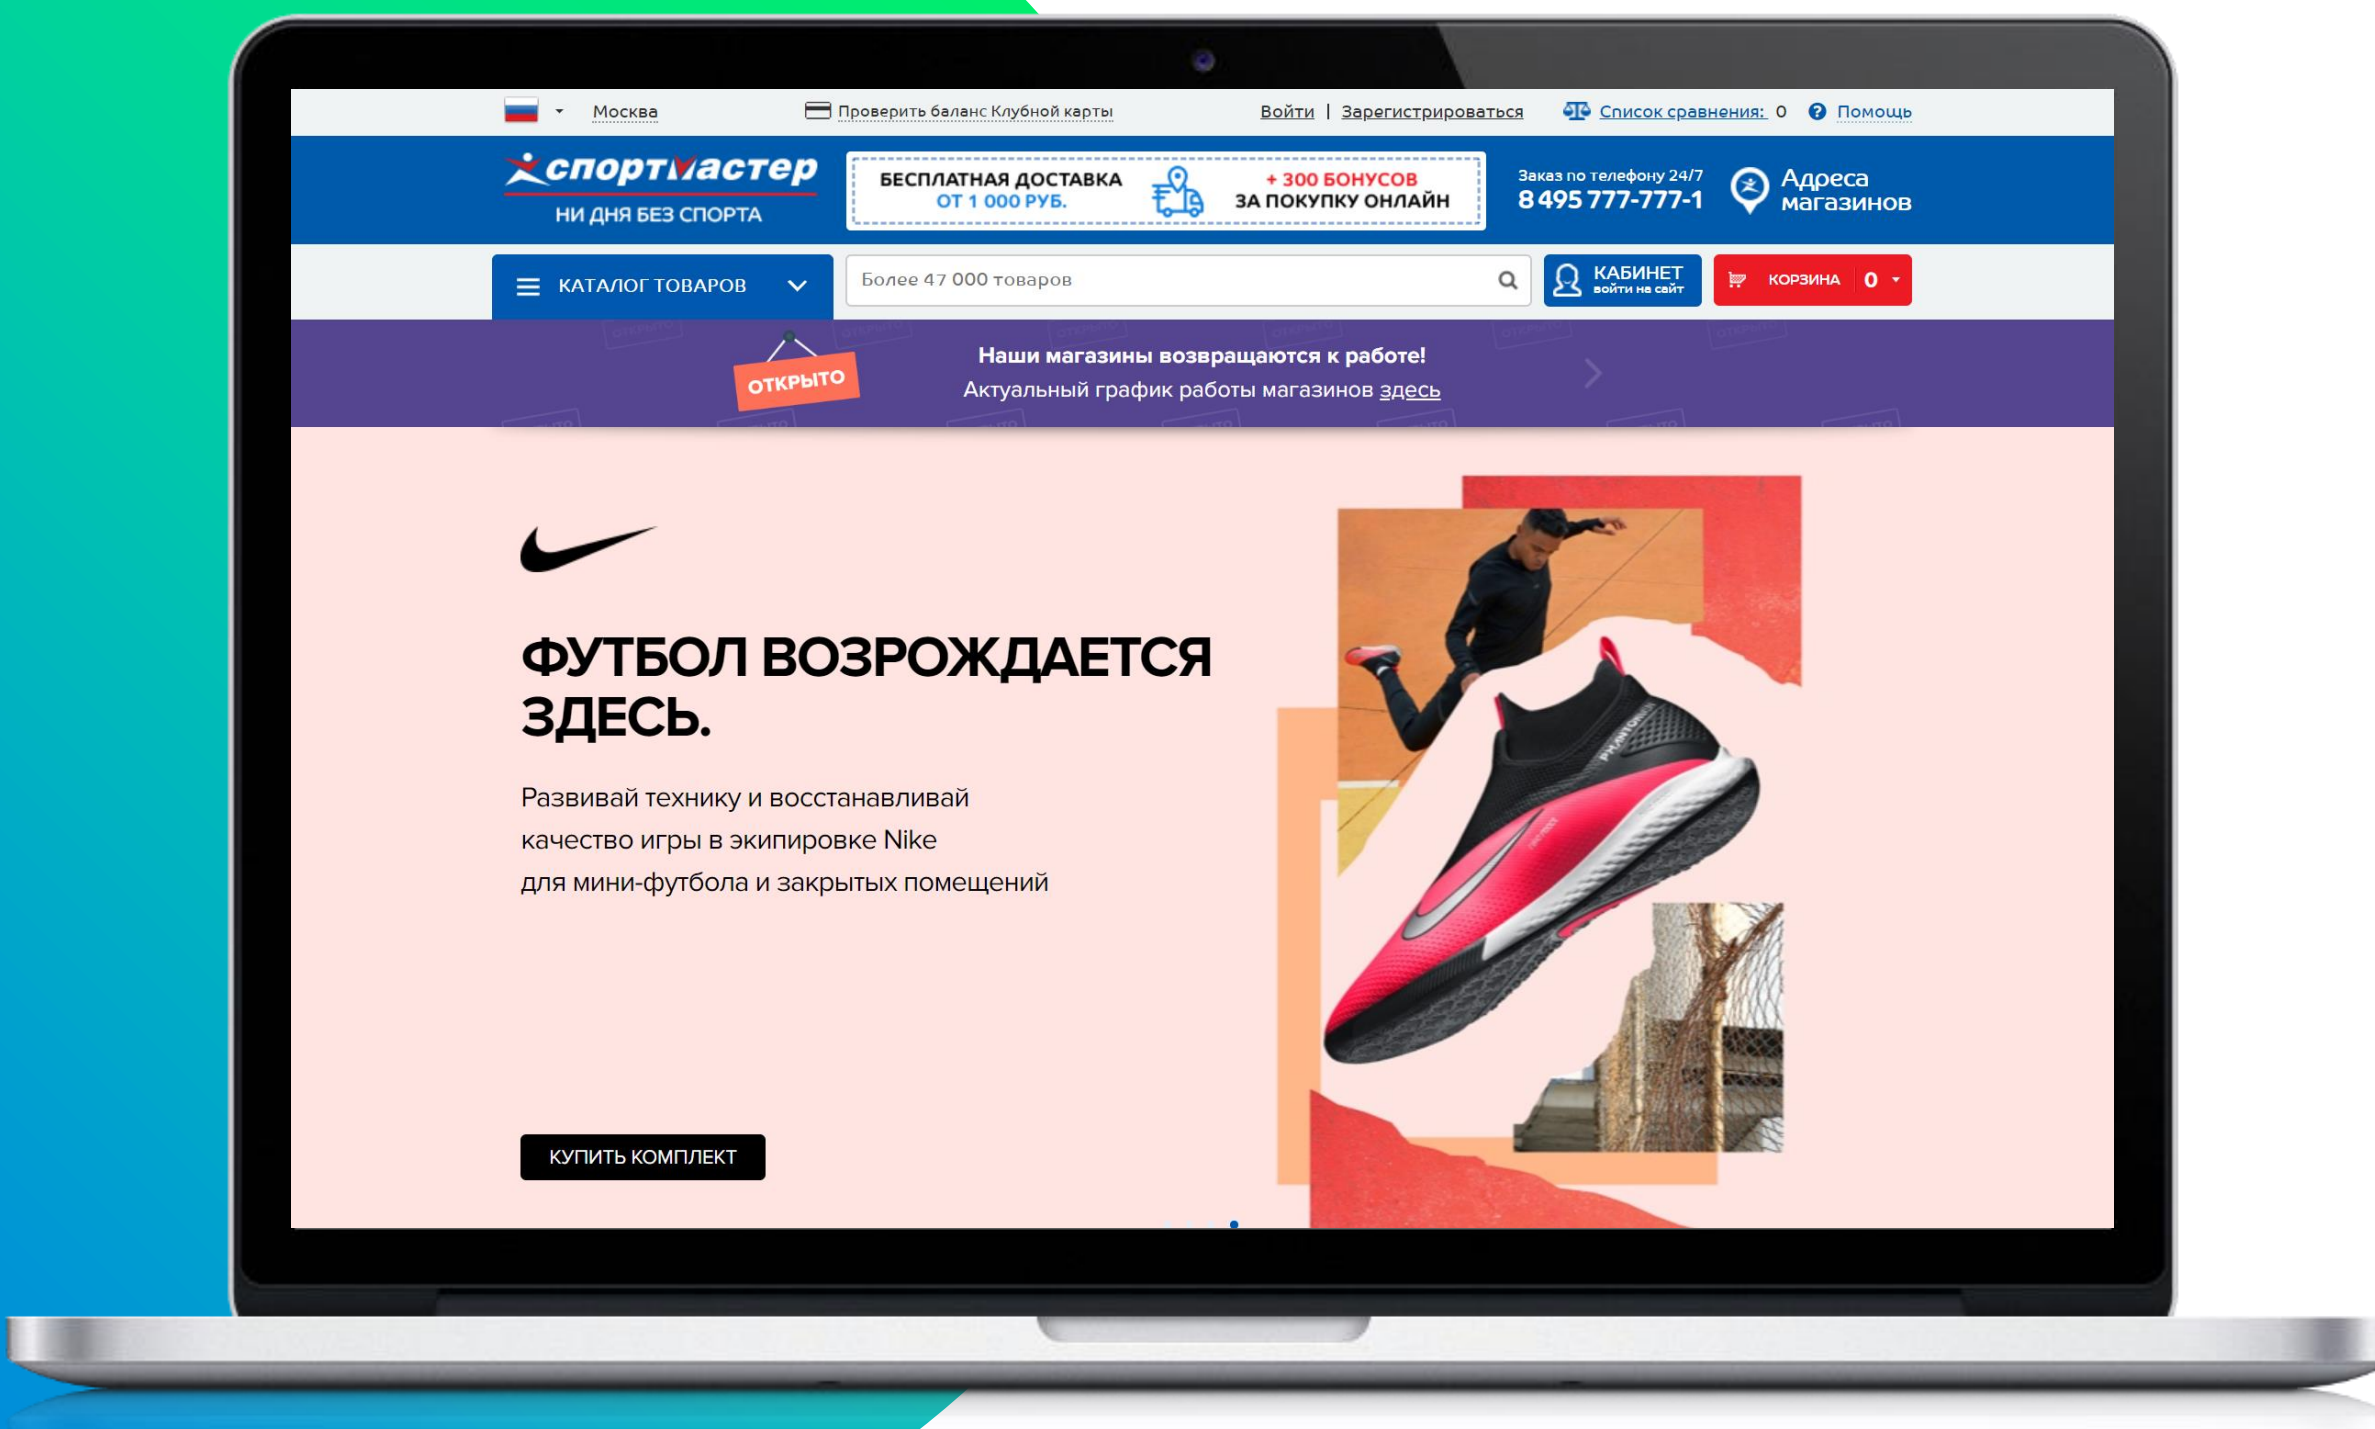 Москва
Проверить баланс Клубной карты
Войти | Зарегистрироваться
Список сравнения: 0
Помощь
спортмастер
НИ ДНЯ БЕЗ СПОРТА
БЕСПЛАТНАЯ ДОСТАВКА
ОТ 1 000 РУБ.
+ 300 БОНУСОВ
ЗА ПОКУПКУ ОНЛАЙН
Заказ по телефону 24/7
8 495 777-777-1
Адреса
магазинов
КАТАЛОГ ТОВАРОВ
Более 47 000 товаров
КАБИНЕТ
войти на сайт
КОРЗИНА 0
ОТКРЫТО
Наши магазины возвращаются к работе!
Актуальный график работы магазинов здесь
ФУТБОЛ ВОЗРОЖДАЕТСЯ
ЗДЕСЬ.
Развивай технику и восстанавливай
качество игры в экипировке Nike
для мини-футбола и закрытых помещений
PHANTOM
КУПИТЬ КОМПЛЕКТ